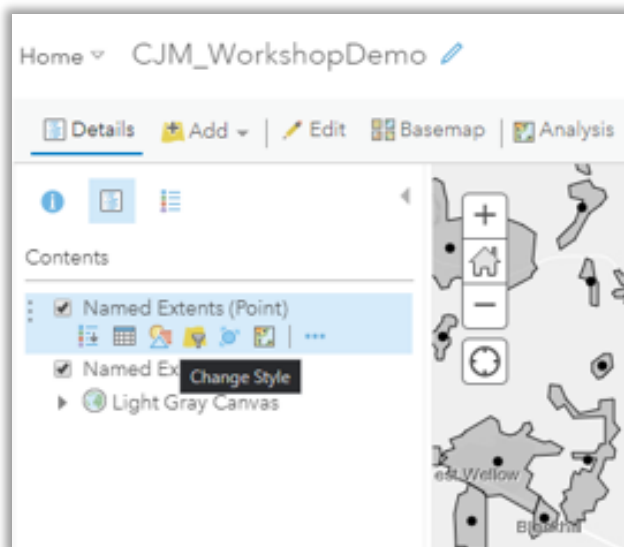 Home CJM_WorkshopDemo
Details Add Edit Basemap Analysis
Contents
Named Extents (Point)
Named Ex
Change Style
Light Gray Canvas
est Wellow